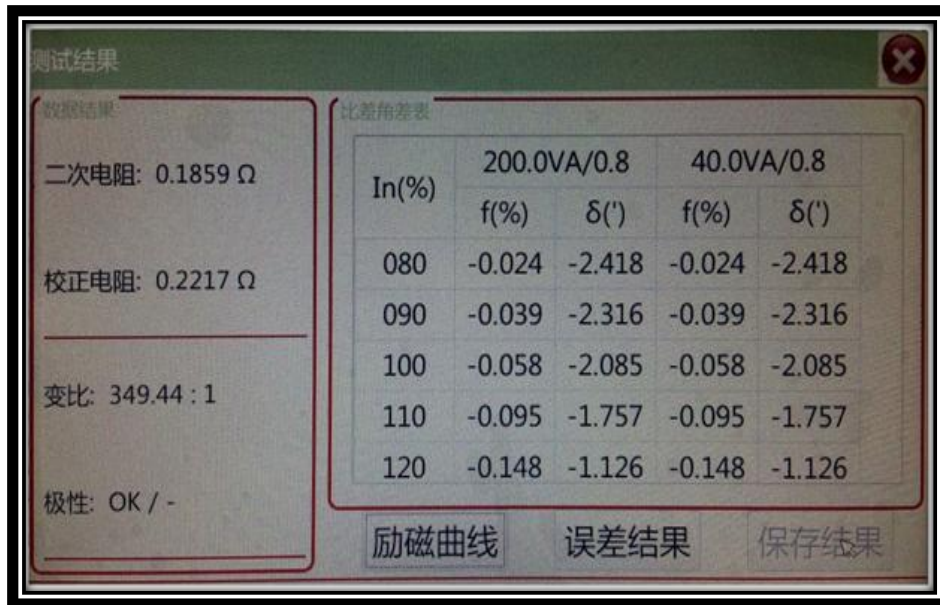 测试结果
数据结果
二次电阻: 0.1859 Ω
校正电阻: 0.2217 Ω
变比: 349.44 : 1
极性: OK / -
比差角差表
In(%) 200.0VA/0.8 40.0VA/0.8
f(%) δ(') f(%) δ(')
080 -0.024 -2.418 -0.024 -2.418
090 -0.039 -2.316 -0.039 -2.316
100 -0.058 -2.085 -0.058 -2.085
110 -0.095 -1.757 -0.095 -1.757
120 -0.148 -1.126 -0.148 -1.126
励磁曲线 误差结果 保存结果